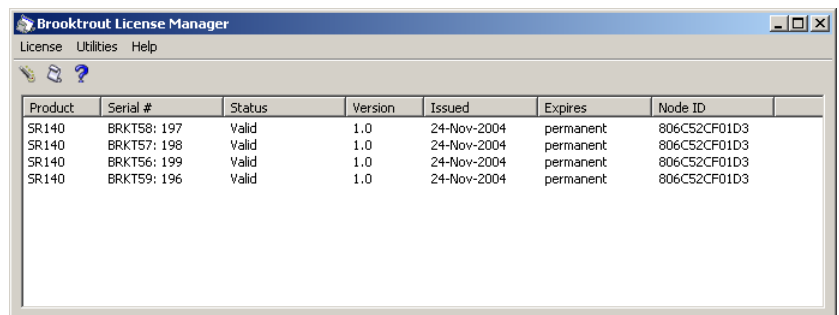 Brooktrout License Manager
License Utilities Help
Product Serial # Status Version Issued Expires Node ID
SR140 BRKT58: 197 Valid 1.0 24-Nov-2004 permanent 806C52CF01D3
SR140 BRKT57: 198 Valid 1.0 24-Nov-2004 permanent 806C52CF01D3
SR140 BRKT56: 199 Valid 1.0 24-Nov-2004 permanent 806C52CF01D3
SR140 BRKT59: 196 Valid 1.0 24-Nov-2004 permanent 806C52CF01D3